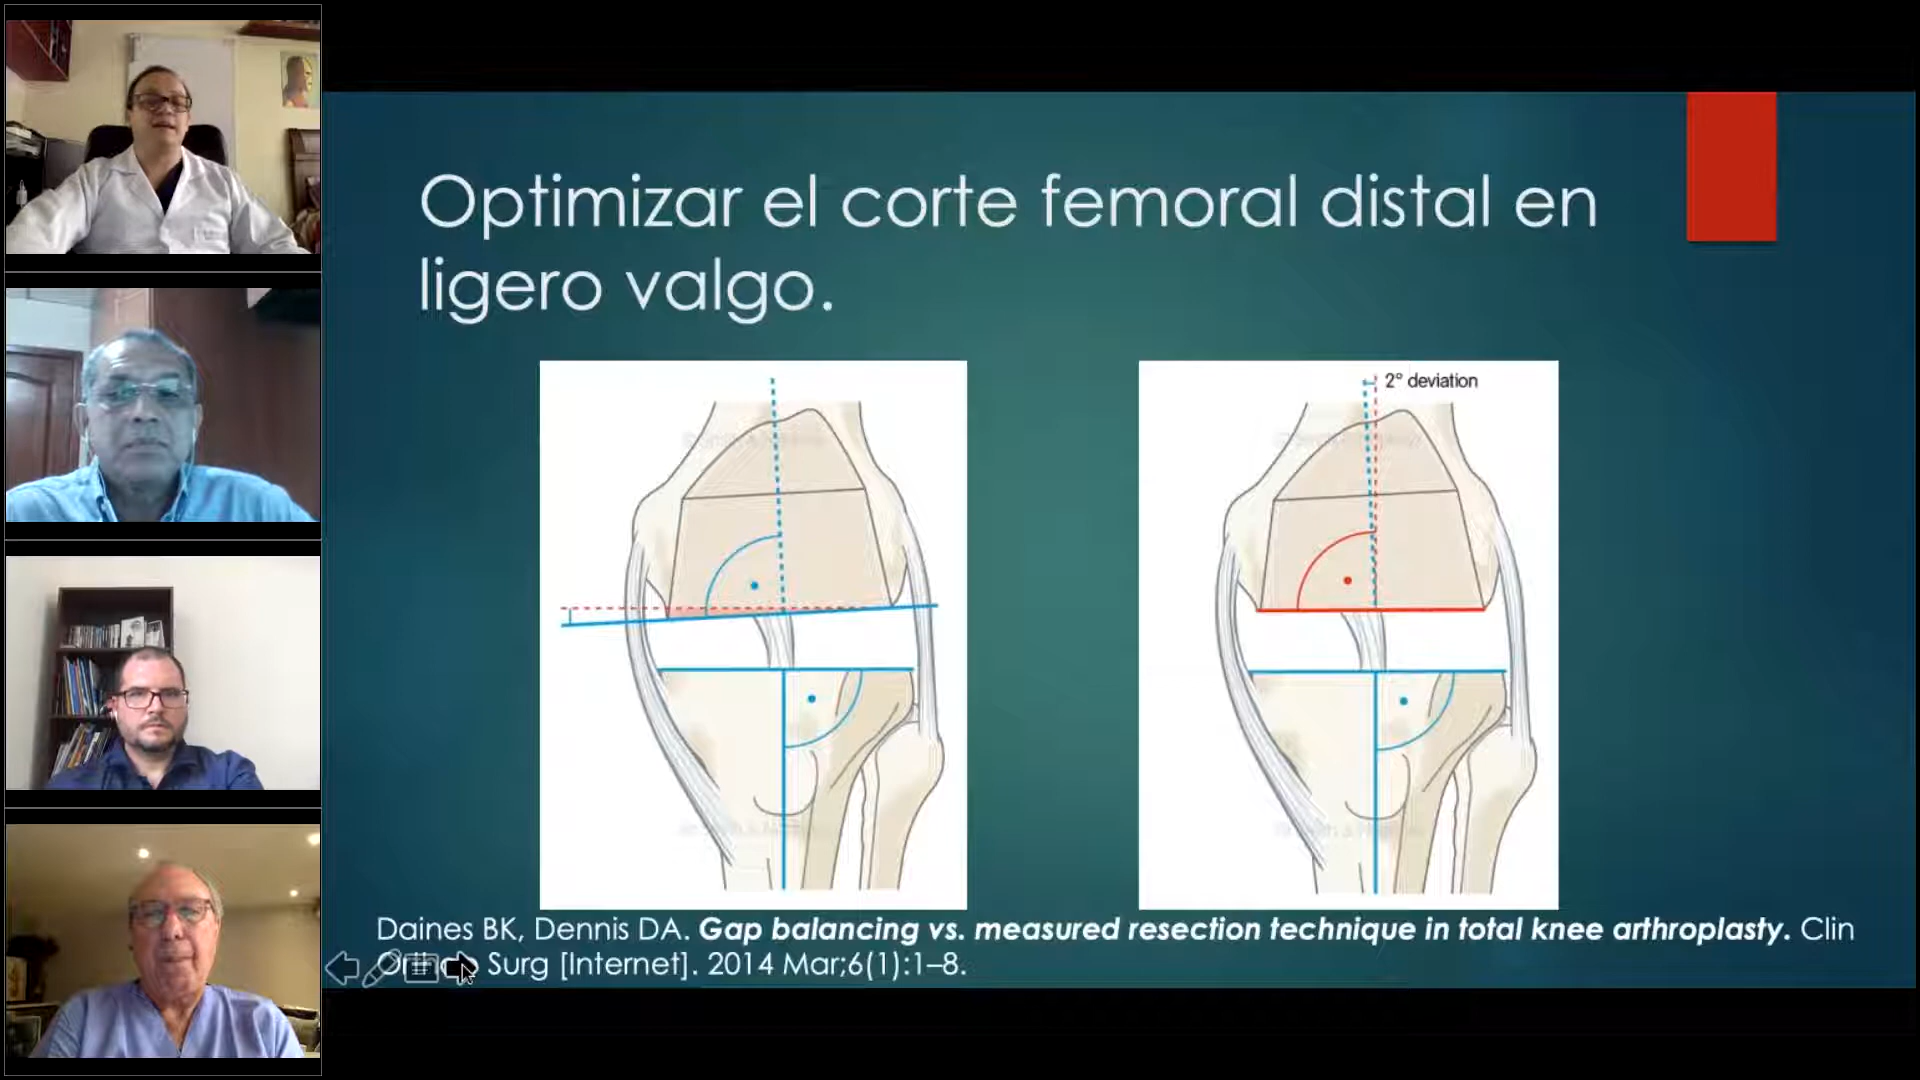 Optimizar el corte femoral distal en
ligero valgo.
2° deviation
Daines BK, Dennis DA. Gap balancing vs. measured resection technique in total knee arthroplasty. Clin
Surg [Internet]. 2014 Mar;6(1):1–8.